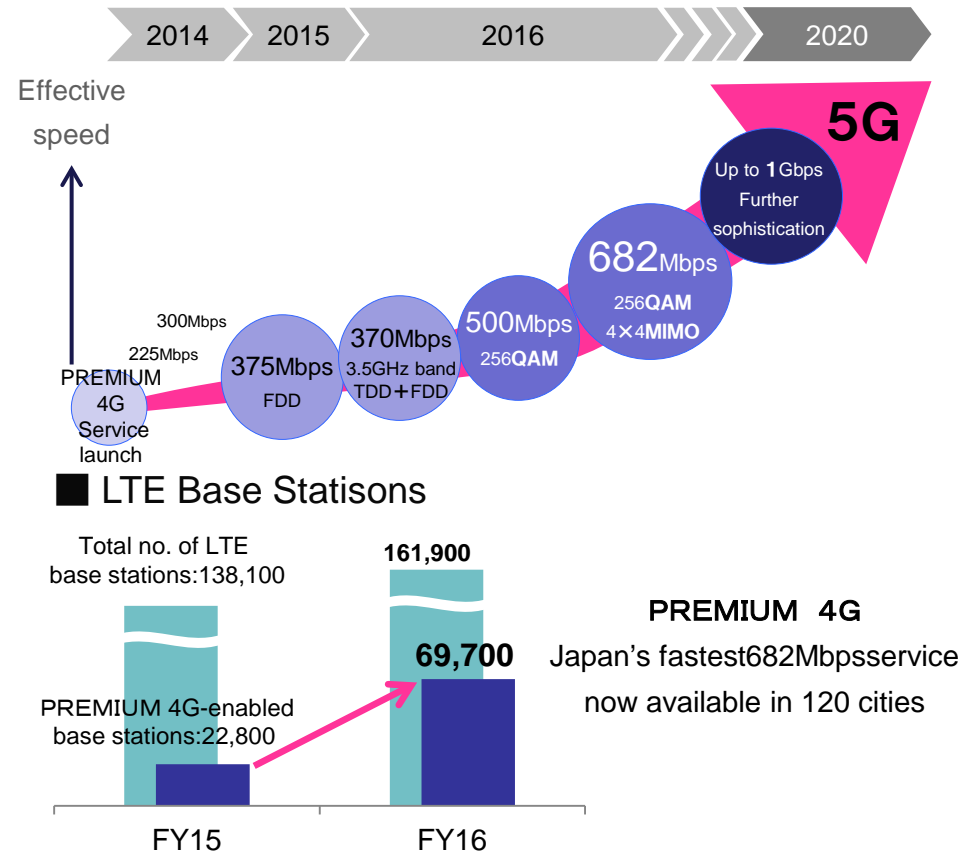 2014
2015
2016
2020
Effective
speed
5G
Up to 1Gbps
Further
sophistication
682Mbps
256QAM
4×4MIMO
500Mbps
256QAM
370Mbps
3.5GHz band
TDD＋FDD
375Mbps
FDD
300Mbps
225Mbps
PREMIUM
4G
Service
launch
■ LTE Base Statisons
Total no. of LTE
base stations:138,100
161,900
69,700
PREMIUM 4G-enabled
base stations:22,800
FY15
FY16
PREMIUM 4G
Japan's fastest682Mbpsservice
now available in 120 cities